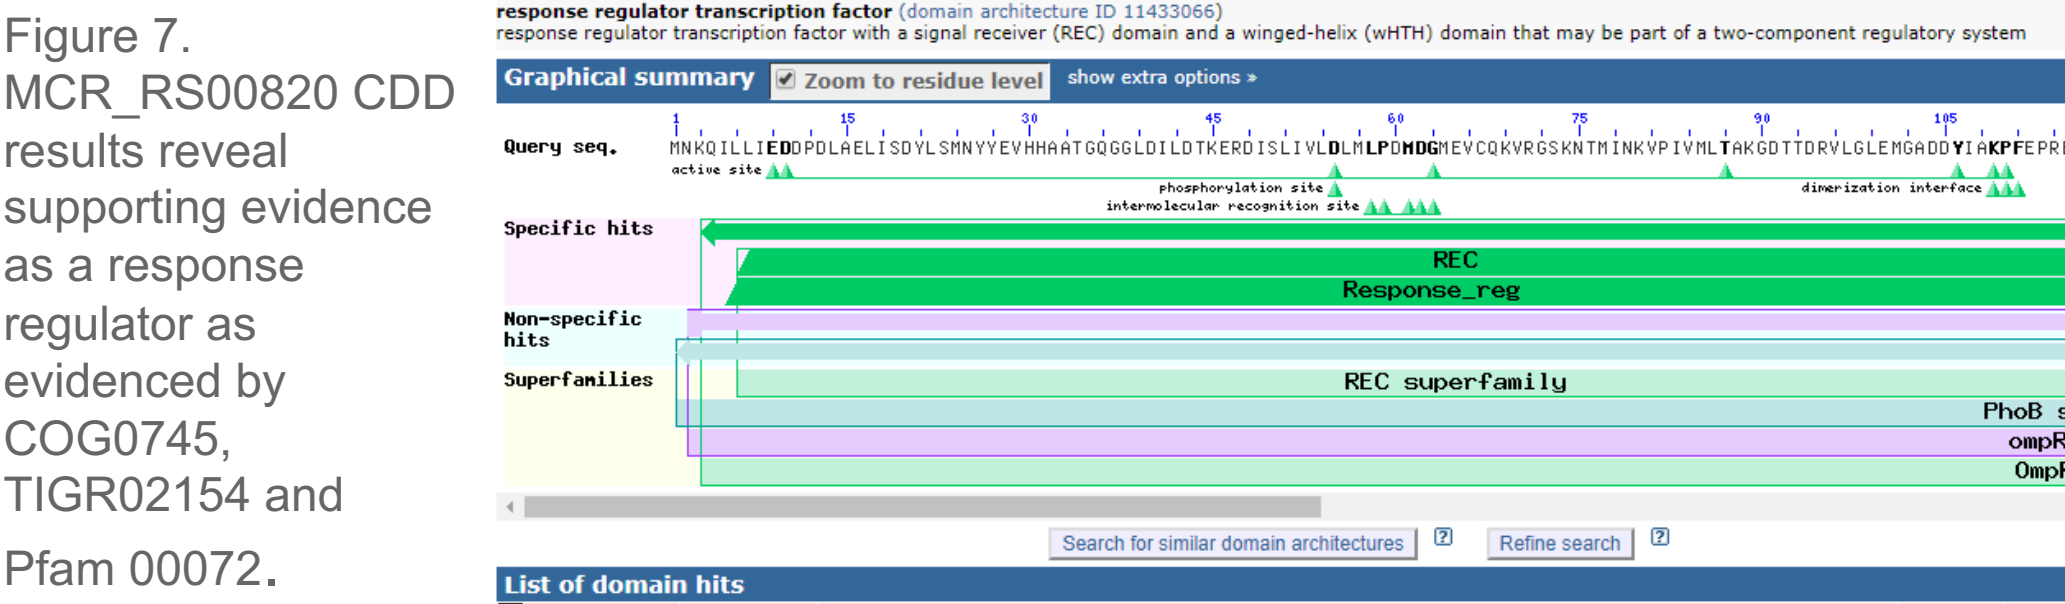 Figure 7.
MCR_RS00820 CDD
results reveal
supporting evidence
as a response
regulator as
evidenced by
COG0745,
TIGR02154 and
Pfam 00072.
response regulator transcription factor (domain architecture ID 11433066)
response regulator transcription factor with a signal receiver (REC) domain and a winged-helix (wHTH) domain that may be part of a two-component regulatory system
Graphical summary Zoom to residue level show extra options »
1 15 30 45 60 75 90 105
Query seq. MNKQILLIEDDPDLAELISDYLSMNYYEVHHAATGQGGLDILDTKERDISLIVLDLMLPDMDGMEVCQKVRGSKNTMINKVPIVMLTAKGDTTDRVLGLEMGADDYIAKPFEPR
active site
phosphorylation site dimerization interface
intermolecular recognition site
Specific hits
REC
Response_reg
Non-specific
hits
Superfamilies REC superfamily
PhoB s
ompR
OmpR
Search for similar domain architectures ? Refine search ?
List of domain hits